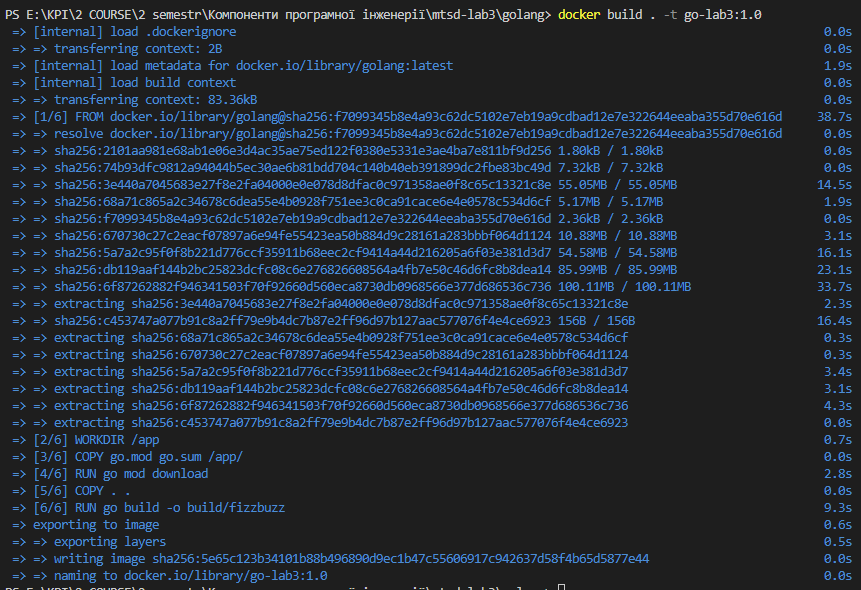 PS E:\KPI\2 COURSE\2 semestr\Компоненти програмної інженерії\mtsd-lab3\golang> docker build . -t go-lab3:1.0
=> [internal] load .dockerignore 0.0s
=> => transferring context: 2B 0.0s
=> [internal] load metadata for docker.io/library/golang:latest 1.9s
=> [internal] load build context 0.0s
=> => transferring context: 83.36kB 0.0s
=> [1/6] FROM docker.io/library/golang@sha256:f7099345b8e4a93c62dc5102e7eb19a9cdbad12e7e322644eeaba355d70e616d 38.7s
=> => resolve docker.io/library/golang@sha256:f7099345b8e4a93c62dc5102e7eb19a9cdbad12e7e322644eeaba355d70e616d 0.0s
=> => sha256:2101aa981e68ab1e06e3d4ac35ae75ed122f0380e5331e3ae4ba7e811bf9d256 1.80kB / 1.80kB 0.0s
=> => sha256:74b93dfc9812a94044b5ec30ae6b81bdd704c140b40eb391899dc2fbe83bc49d 7.32kB / 7.32kB 0.0s
=> => sha256:3e440a7045683e27f8e2fa04000e0e078d8dfac0c971358ae0f8c65c13321c8e 55.05MB / 55.05MB 14.5s
=> => sha256:68a71c865a2c34678c6dea55e4b0928f751ee3c0ca91cace6e4e0578c534d6cf 5.17MB / 5.17MB 1.9s
=> => sha256:f7099345b8e4a93c62dc5102e7eb19a9cdbad12e7e322644eeaba355d70e616d 2.36kB / 2.36kB 0.0s
=> => sha256:670730c27c2eacf07897a6e94fe55423ea50b884d9c28161a283bbbf064d1124 10.88MB / 10.88MB 3.1s
=> => sha256:5a7a2c95f0f8b221d776ccf35911b68eec2cf9414a44d216205a6f03e381d3d7 54.58MB / 54.58MB 16.1s
=> => sha256:db119aaf144b2bc25823dcfc08c6e276826608564a4fb7e50c46d6fc8b8dea14 85.99MB / 85.99MB 23.1s
=> => sha256:6f87262882f946341503f70f92660d560eca8730db0968566e377d686536c736 100.11MB / 100.11MB 33.7s
=> => extracting sha256:3e440a7045683e27f8e2fa04000e0e078d8dfac0c971358ae0f8c65c13321c8e 2.3s
=> => sha256:c453747a077b91c8a2ff79e9b4dc7b87e2ff96d97b127aac577076f4e4ce6923 156B / 156B 16.4s
=> => extracting sha256:68a71c865a2c34678c6dea55e4b0928f751ee3c0ca91cace6e4e0578c534d6cf 0.3s
=> => extracting sha256:670730c27c2eacf07897a6e94fe55423ea50b884d9c28161a283bbbf064d1124 0.3s
=> => extracting sha256:5a7a2c95f0f8b221d776ccf35911b68eec2cf9414a44d216205a6f03e381d3d7 3.4s
=> => extracting sha256:db119aaf144b2bc25823dcfc08c6e276826608564a4fb7e50c46d6fc8b8dea14 3.1s
=> => extracting sha256:6f87262882f946341503f70f92660d560eca8730db0968566e377d686536c736 4.3s
=> => extracting sha256:c453747a077b91c8a2ff79e9b4dc7b87e2ff96d97b127aac577076f4e4ce6923 0.0s
=> [2/6] WORKDIR /app 0.7s
=> [3/6] COPY go.mod go.sum /app/ 0.0s
=> [4/6] RUN go mod download 2.8s
=> [5/6] COPY . . 0.0s
=> [6/6] RUN go build -o build/fizzbuzz 9.3s
=> exporting to image 0.6s
=> => exporting layers 0.5s
=> => writing image sha256:5e65c123b34101b88b496890d9ec1b47c55606917c942637d58f4b65d5877e44 0.0s
=> => naming to docker.io/library/go-lab3:1.0 0.0s